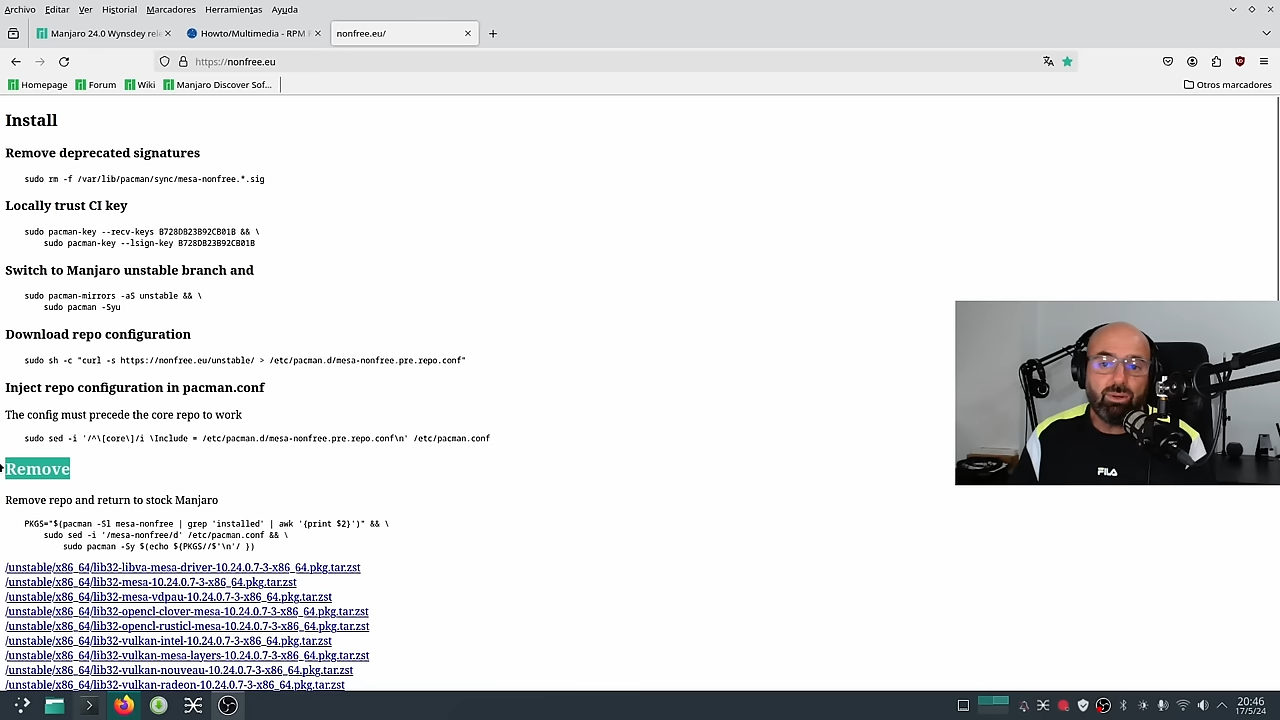 Archivo Editar Ver Historial Marcadores Herramientas Ayuda
Manjaro 24.0 Wynsdey rele
Howto/Multimedia - RPM
nonfree.eu/
https://nonfree.eu
Homepage Forum Wiki Manjaro Discover Sof... Otros marcadores
Install
Remove deprecated signatures
sudo rm -f /var/lib/pacman/sync/mesa-nonfree.*.sig
Locally trust CI key
sudo pacman-key --recv-keys B728DB23B92CB01B && \
sudo pacman-key --lsign-key B728DB23B92CB01B
Switch to Manjaro unstable branch and
sudo pacman-mirrors -aS unstable && \
sudo pacman -Syu
Download repo configuration
sudo sh -c "curl -s https://nonfree.eu/unstable/ > /etc/pacman.d/mesa-nonfree.pre.repo.conf"
Inject repo configuration in pacman.conf
The config must precede the core repo to work
sudo sed -i '/^\[core\]/i \Include = /etc/pacman.d/mesa-nonfree.pre.repo.conf\n' /etc/pacman.conf
Remove
Remove repo and return to stock Manjaro
PKGS="$(pacman -Sl mesa-nonfree | grep 'installed' | awk '{print $2}')" && \
sudo sed -i '/mesa-nonfree/d' /etc/pacman.conf && \
sudo pacman -Sy $(echo ${PKGS//$'\n'/ })
/unstable/x86_64/lib32-libva-mesa-driver-10.24.0.7-3-x86_64.pkg.tar.zst
/unstable/x86_64/lib32-mesa-10.24.0.7-3-x86_64.pkg.tar.zst
/unstable/x86_64/lib32-mesa-vdpau-10.24.0.7-3-x86_64.pkg.tar.zst
/unstable/x86_64/lib32-opencl-clover-mesa-10.24.0.7-3-x86_64.pkg.tar.zst
/unstable/x86_64/lib32-opencl-rusticl-mesa-10.24.0.7-3-x86_64.pkg.tar.zst
/unstable/x86_64/lib32-vulkan-intel-10.24.0.7-3-x86_64.pkg.tar.zst
/unstable/x86_64/lib32-vulkan-mesa-layers-10.24.0.7-3-x86_64.pkg.tar.zst
/unstable/x86_64/lib32-vulkan-nouveau-10.24.0.7-3-x86_64.pkg.tar.zst
/unstable/x86_64/lib32-vulkan-radeon-10.24.0.7-3-x86_64.pkg.tar.zst
FILA
20:46
17/5/24